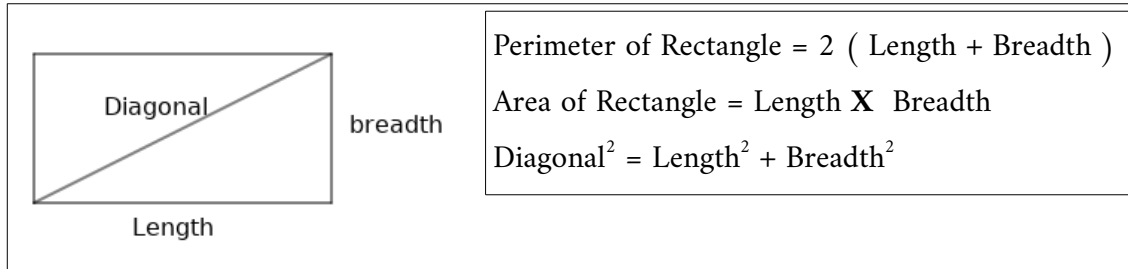 Diagonal
breadth
Length
Perimeter of Rectangle = 2 ( Length + Breadth )
Area of Rectangle = Length X Breadth
Diagonal² = Length² + Breadth²